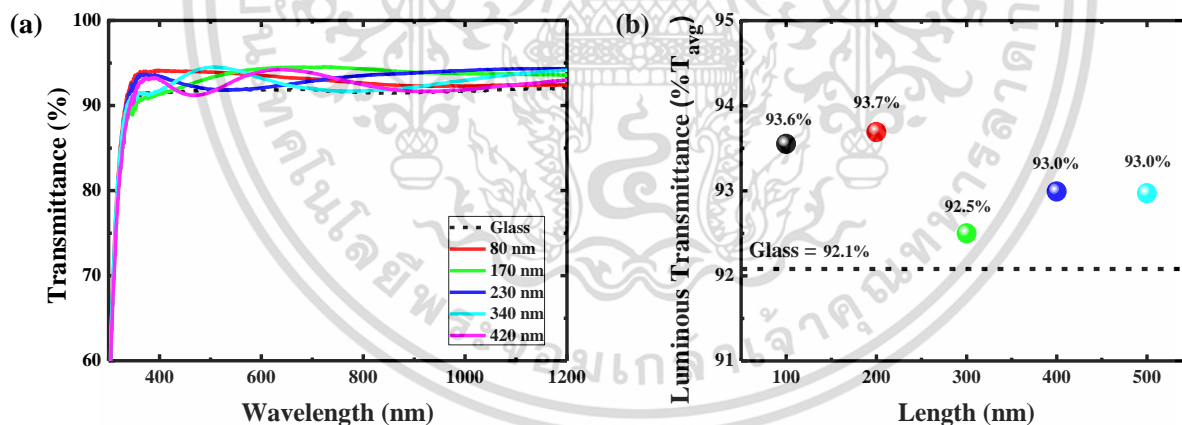 (a)
100
90
80
70
60
Transmittance (%)
400
600
800
1000
1200
Wavelength (nm)
Glass
80 nm
170 nm
230 nm
340 nm
420 nm
(b)
95
94
93
92
91
Luminous Transmittance (%T_avg)
93.6%
93.7%
92.5%
93.0%
93.0%
Glass = 92.1%
100
200
300
400
500
Length (nm)